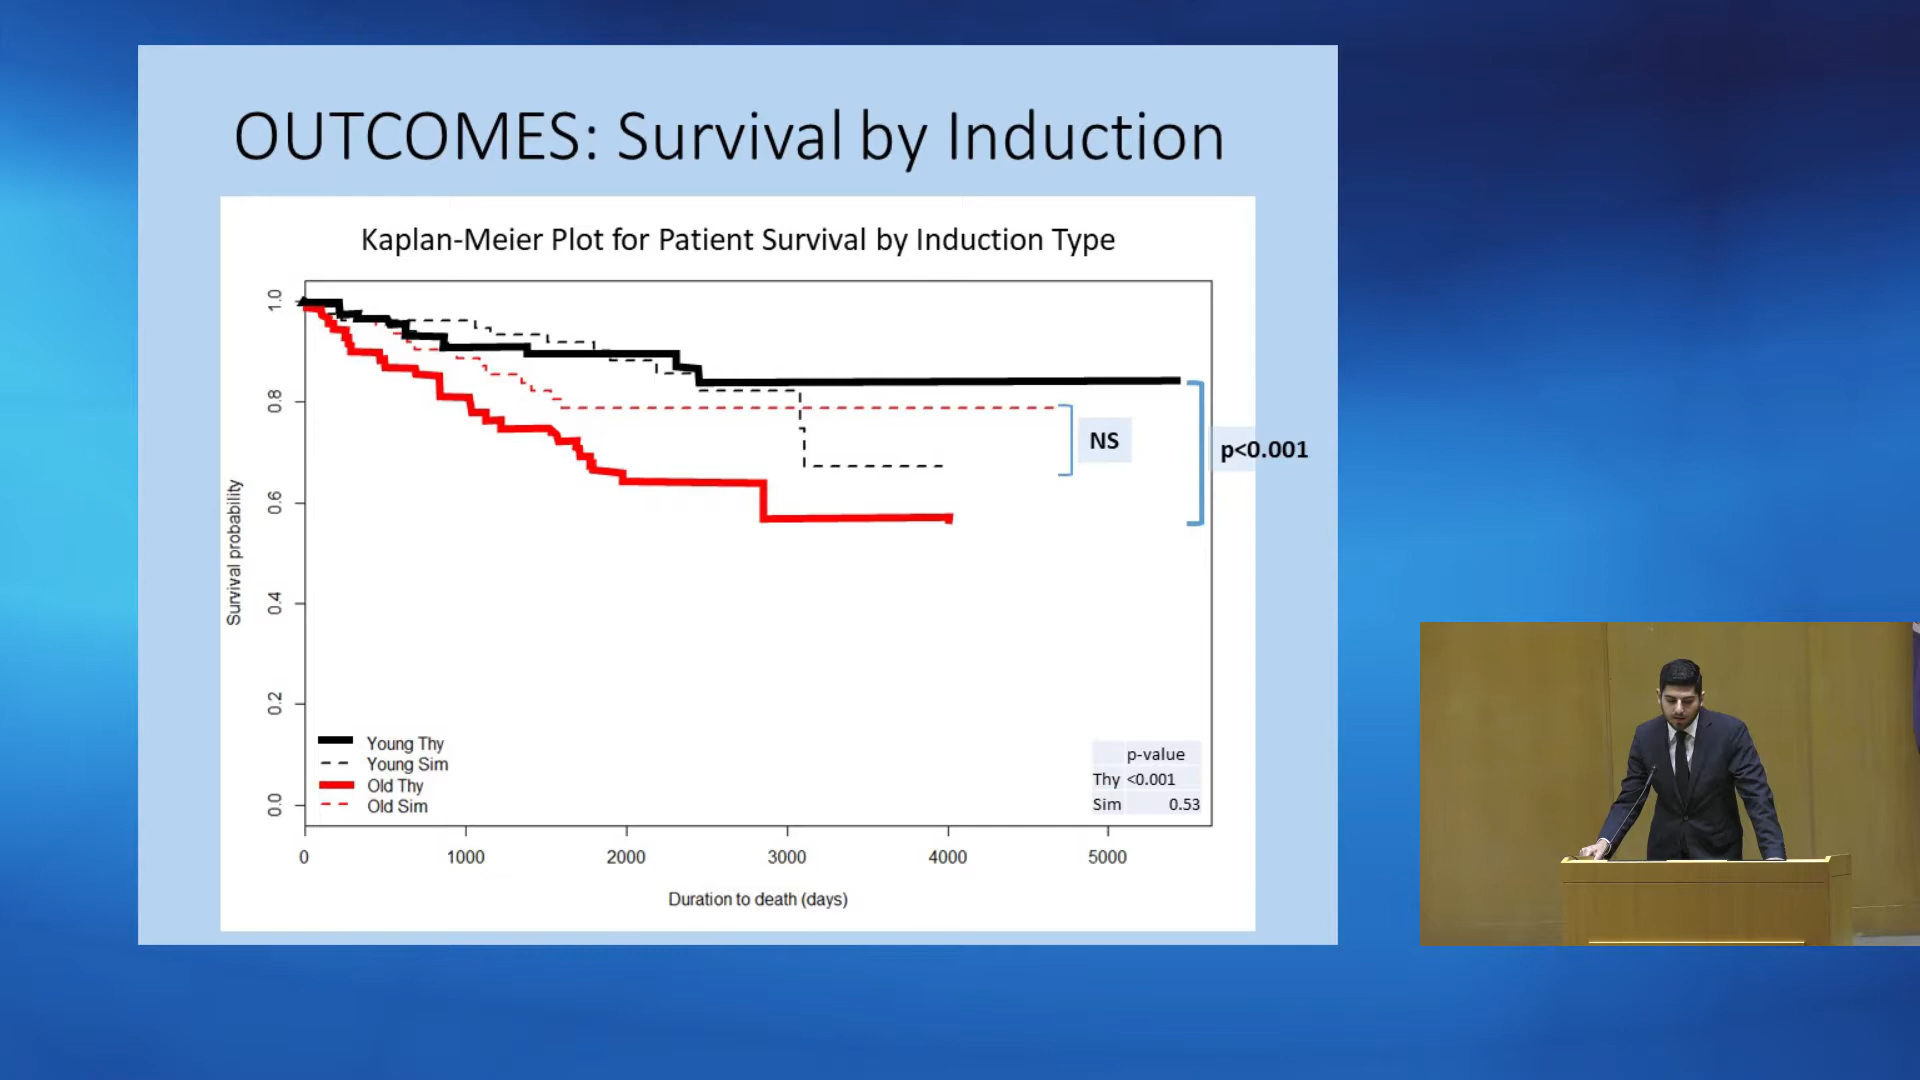 OUTCOMES: Survival by Induction
Kaplan-Meier Plot for Patient Survival by Induction Type
Survival probability
1.0
0.8
0.6
0.4
0.2
0.0
NS
p<0.001
Young Thy
Young Sim
Old Thy
Old Sim
p-value
Thy <0.001
Sim 0.53
0 1000 2000 3000 4000 5000
Duration to death (days)